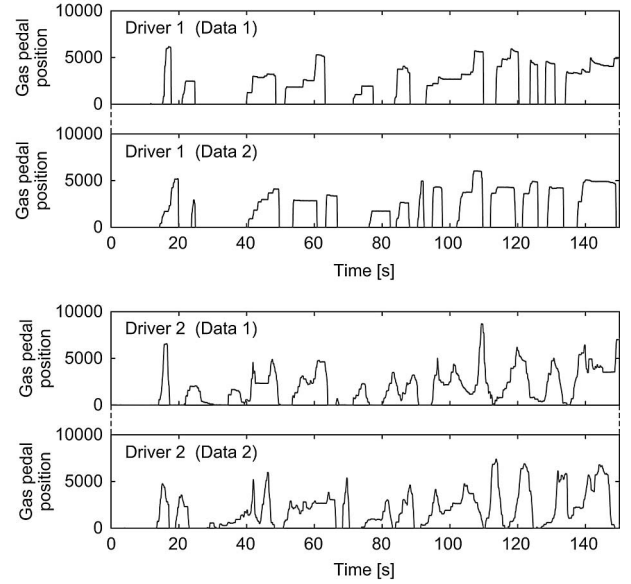 10000
Driver 1 (Data 1)
5000
0
Gas pedal
position
10000
Driver 1 (Data 2)
5000
0
Gas pedal
position
0 20 40 60 80 100 120 140
Time [s]
10000
Driver 2 (Data 1)
5000
0
Gas pedal
position
10000
Driver 2 (Data 2)
5000
0
Gas pedal
position
0 20 40 60 80 100 120 140
Time [s]